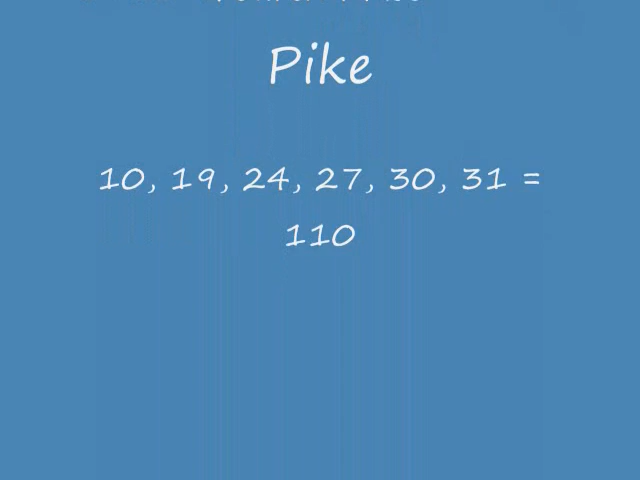 Pike
10, 19, 24, 27, 30, 31 =
110